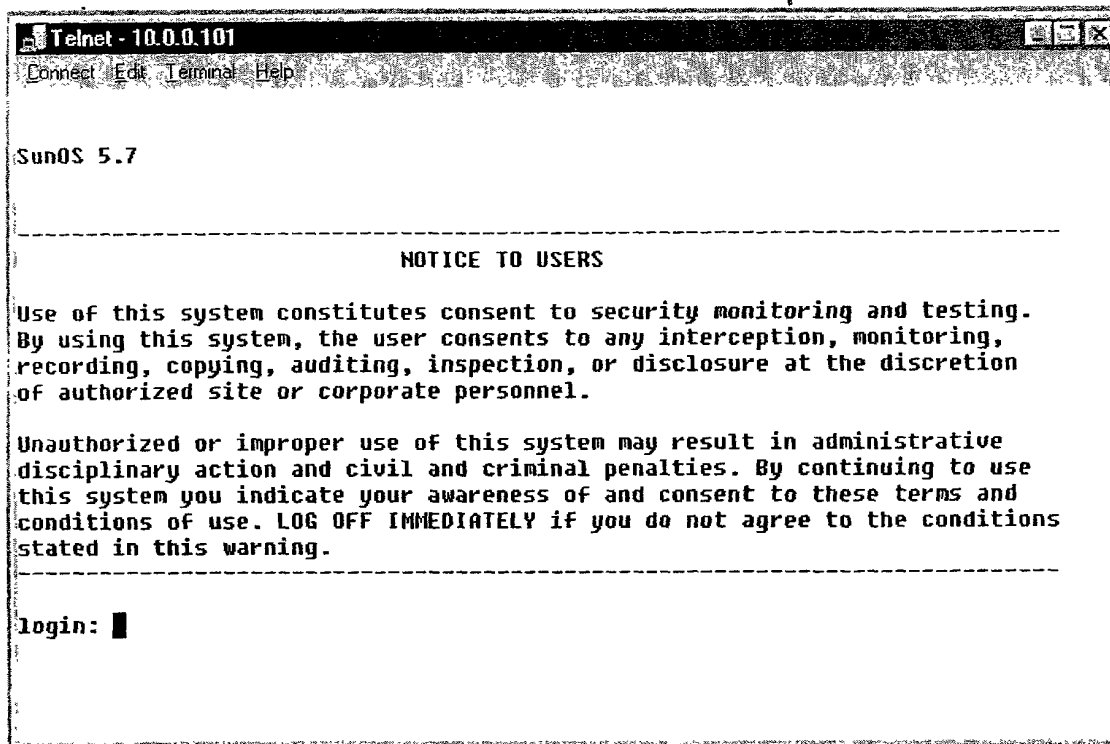 Telnet - 10.0.0.101
Connect Edit Terminal Help
SunOS 5.7
NOTICE TO USERS
Use of this system constitutes consent to security monitoring and testing.
By using this system, the user consents to any interception, monitoring,
recording, copying, auditing, inspection, or disclosure at the discretion
of authorized site or corporate personnel.
Unauthorized or improper use of this system may result in administrative
disciplinary action and civil and criminal penalties. By continuing to use
this system you indicate your awareness of and consent to these terms and
conditions of use. LOG OFF IMMEDIATELY if you do not agree to the conditions
stated in this warning.
login: